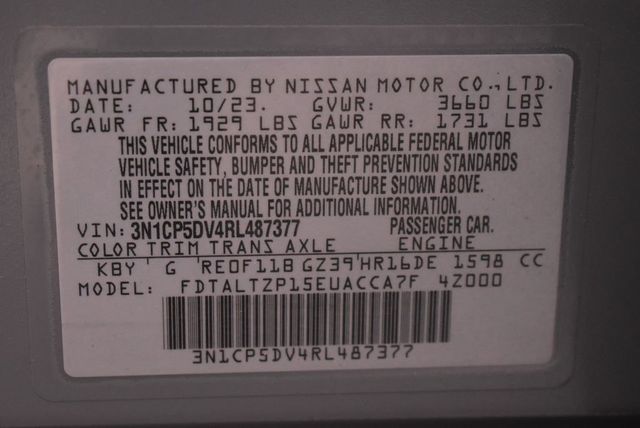 MANUFACTURED BY NISSAN MOTOR CO., LTD.
DATE: 10/23. GVWR: 3660 LBS
GAWR FR: 1929 LBS GAWR RR: 1731 LBS
THIS VEHICLE CONFORMS TO ALL APPLICABLE FEDERAL MOTOR
VEHICLE SAFETY, BUMPER AND THEFT PREVENTION STANDARDS
IN EFFECT ON THE DATE OF MANUFACTURE SHOWN ABOVE.
SEE OWNER'S MANUAL FOR ADDITIONAL INFORMATION.
VIN: 3N1CP5DV4RL487377 PASSENGER CAR.
COLOR TRIM TRANS AXLE ENGINE
KBY G RE0F11B GZ39 HR16DE 1598 CC
MODEL: FDTALTZP15EUACCA7F 4Z000
3N1CP5DV4RL487377